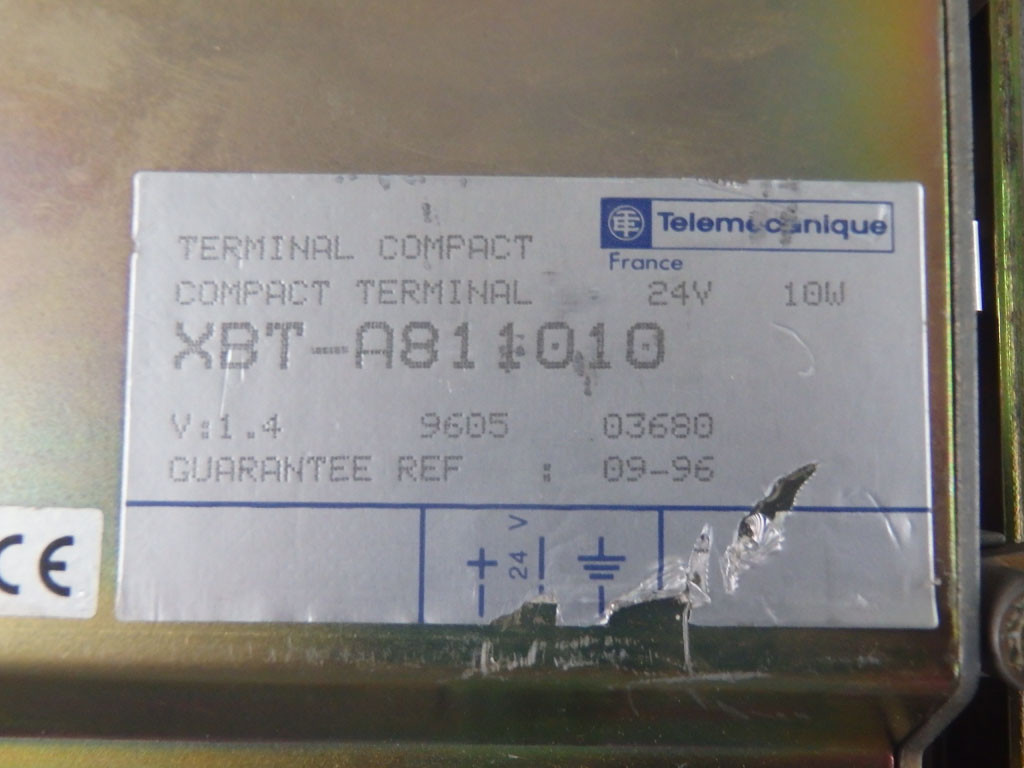 Telemecanique
TERMINAL COMPACT
France
COMPACT TERMINAL 24V 10W
XBT-A811010
V:1.4 9605 03680
GUARANTEE REF : 09-96
CE
+ 24 V -